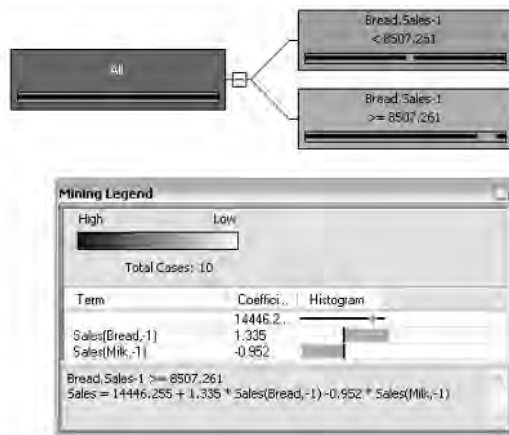 All
Bread.Sales-1
< 8507.261
Bread.Sales-1
>= 8507.261
Mining Legend
High Low
Total Cases: 10
Term Coeffici... Histogram
14446.2...
Sales(Bread,-1) 1.335
Sales(Milk,-1) -0.952
Bread.Sales-1 >= 8507.261
Sales = 14446.255 + 1.335 * Sales(Bread,-1) -0.952 * Sales(Milk,-1)